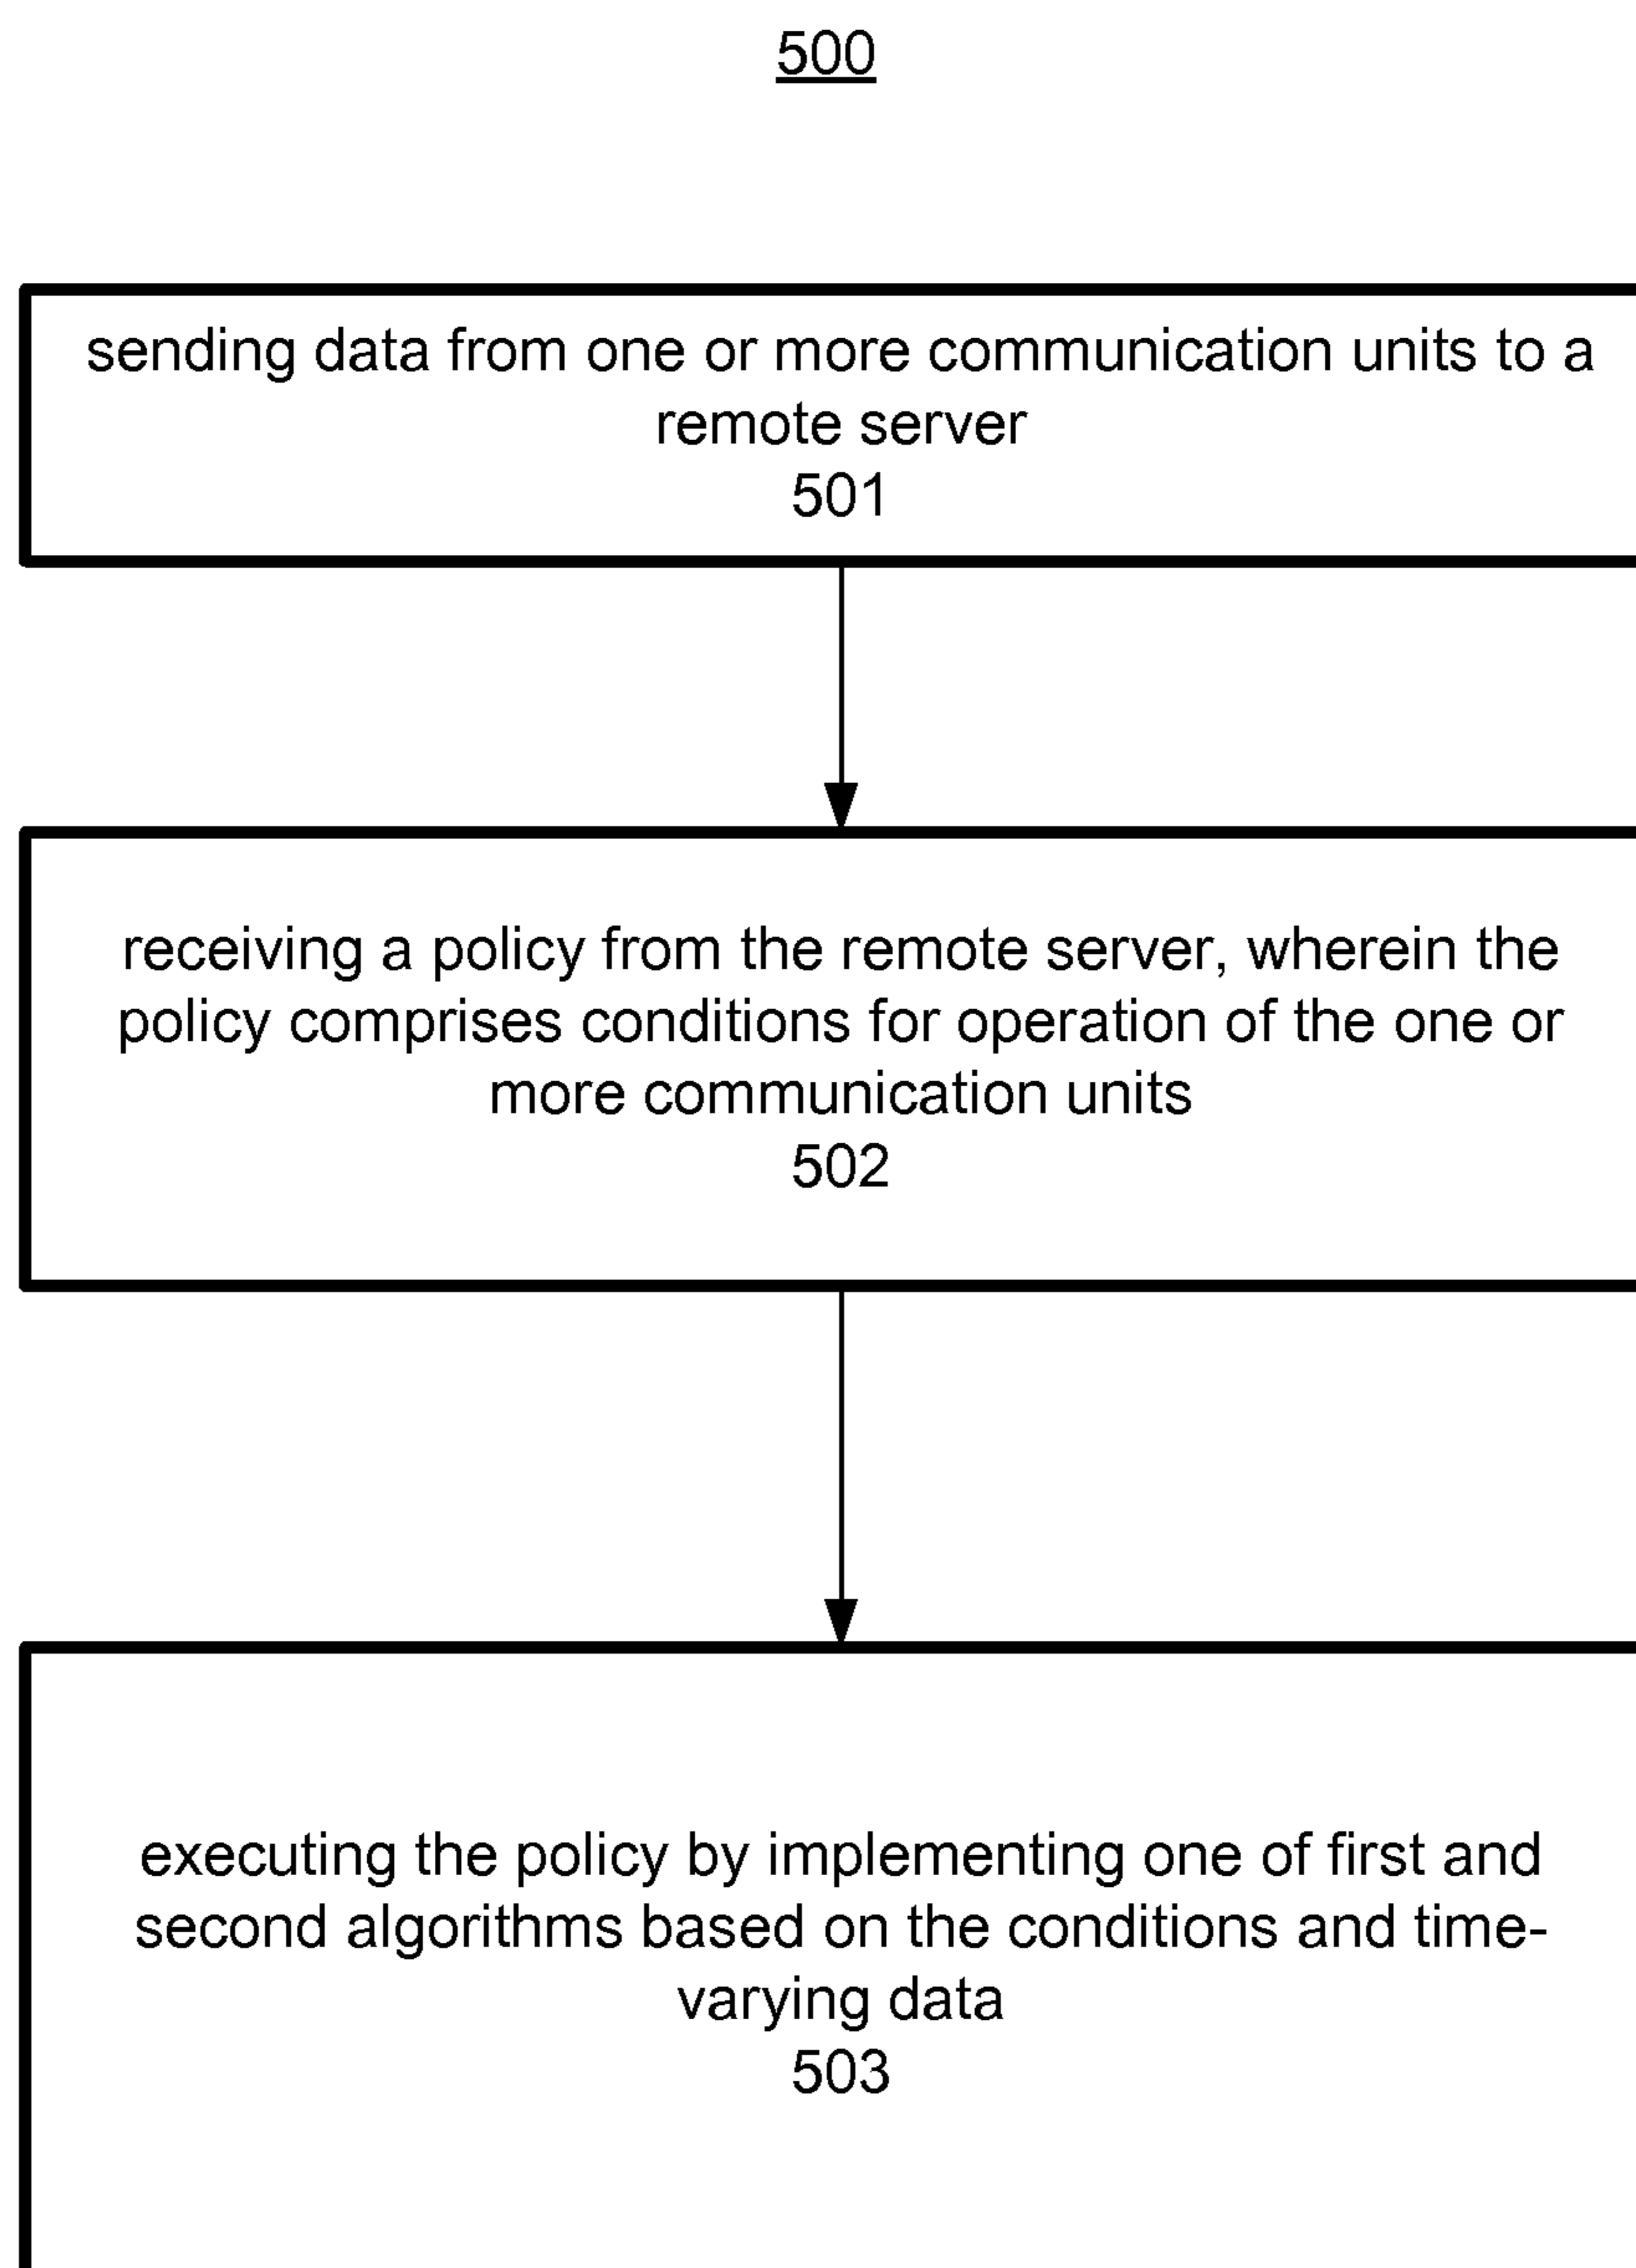 500
sending data from one or more communication units to a
remote server
501
receiving a policy from the remote server, wherein the
policy comprises conditions for operation of the one or
more communication units
502
executing the policy by implementing one of first and
second algorithms based on the conditions and time-
varying data
503